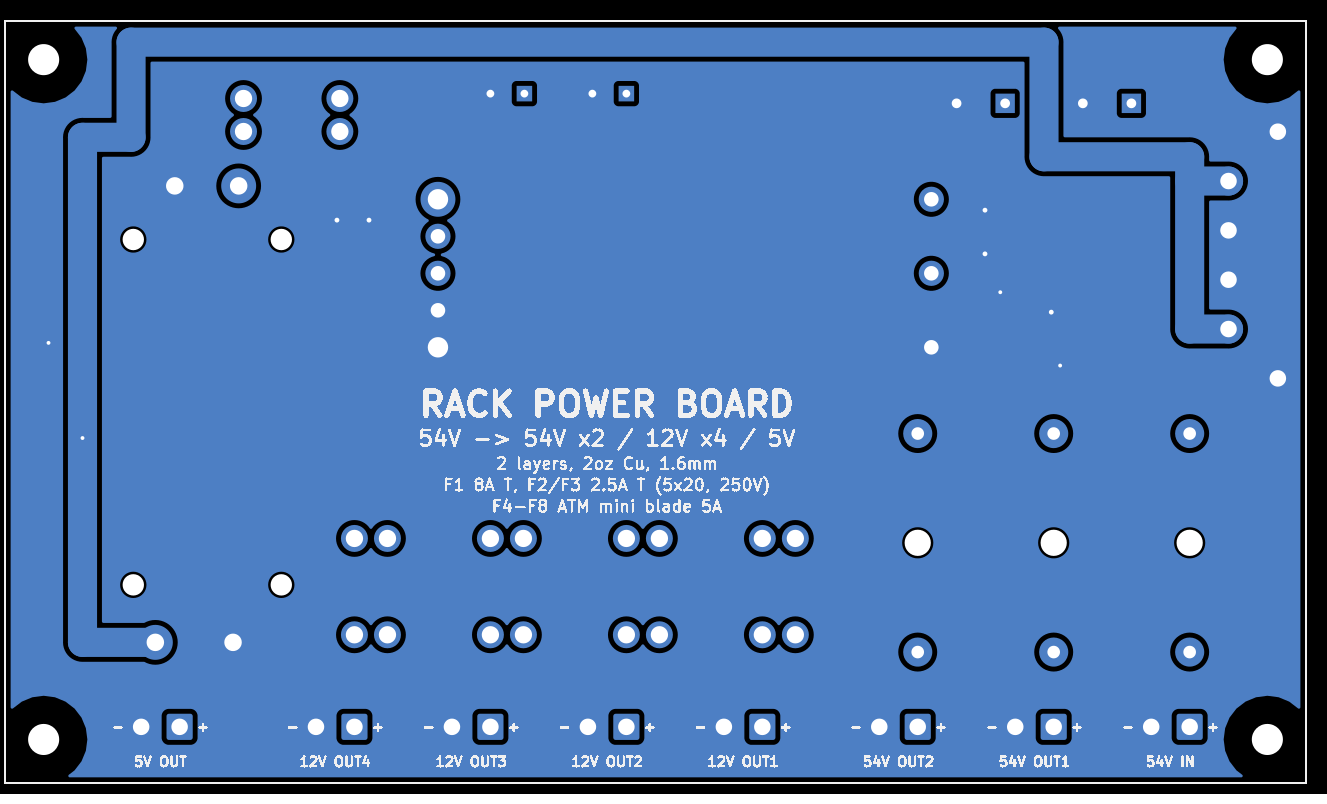 RACK POWER BOARD
54V -> 54V x2 / 12V x4 / 5V
2 layers, 2oz Cu, 1.6mm
F1 8A T, F2/F3 2.5A T (5x20, 250V)
F4-F8 ATM mini blade 5A
- + - + - + - + - + - + - + - +
5V OUT 12V OUT4 12V OUT3 12V OUT2 12V OUT1 54V OUT2 54V OUT1 54V IN